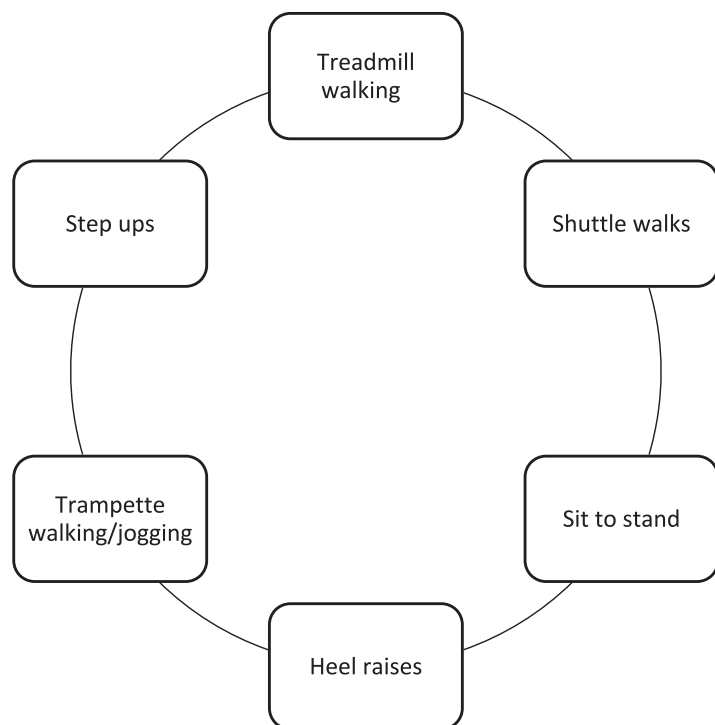 Treadmill
walking
Shuttle walks
Sit to stand
Heel raises
Trampette
walking/jogging
Step ups